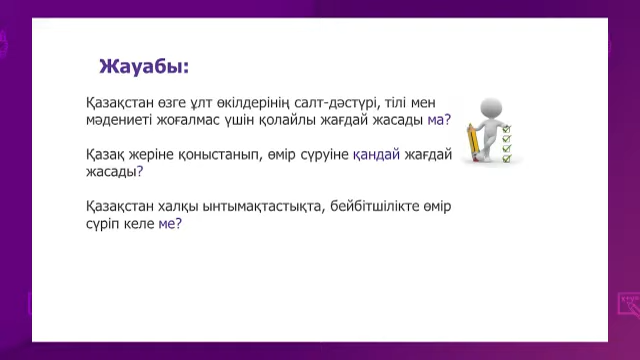 Жауабы:
Қазақстан өзге ұлт өкілдерінің салт-дәстүрі, тілі мен
мәдениеті жоғалмас үшін қолайлы жағдай жасады ма?
Қазақ жеріне қоныстанып, өмір сүруіне қандай жағдай
жасады?
Қазақстан халқы ынтымақтастықта, бейбітшілікте өмір
сүріп келе ме?